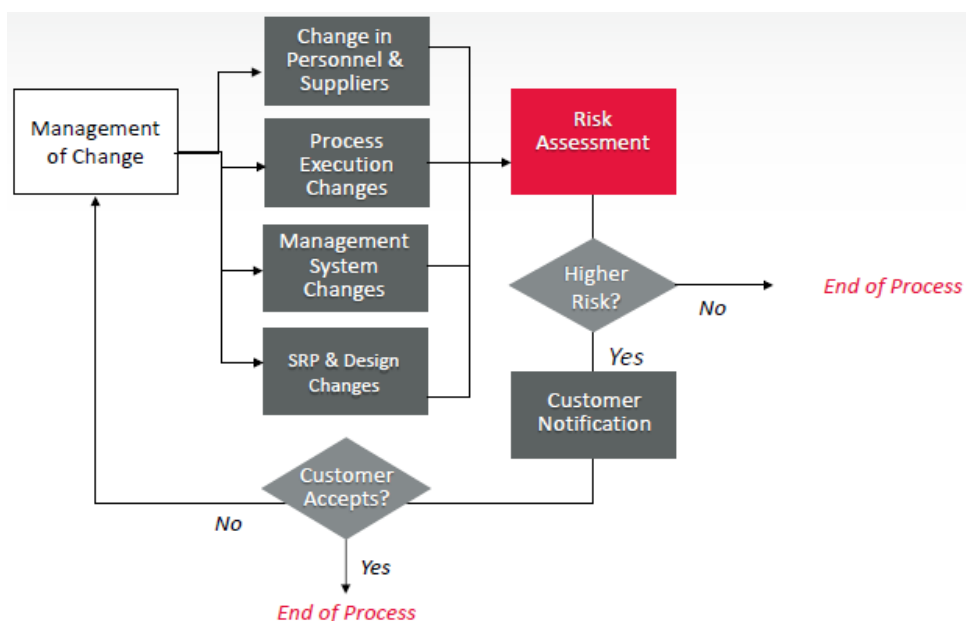 Management
of Change
Change in
Personnel &
Suppliers
Process
Execution
Changes
Management
System
Changes
SRP & Design
Changes
Risk
Assessment
Higher
Risk?
No
End of Process
Yes
Customer
Notification
Customer
Accepts?
No
Yes
End of Process